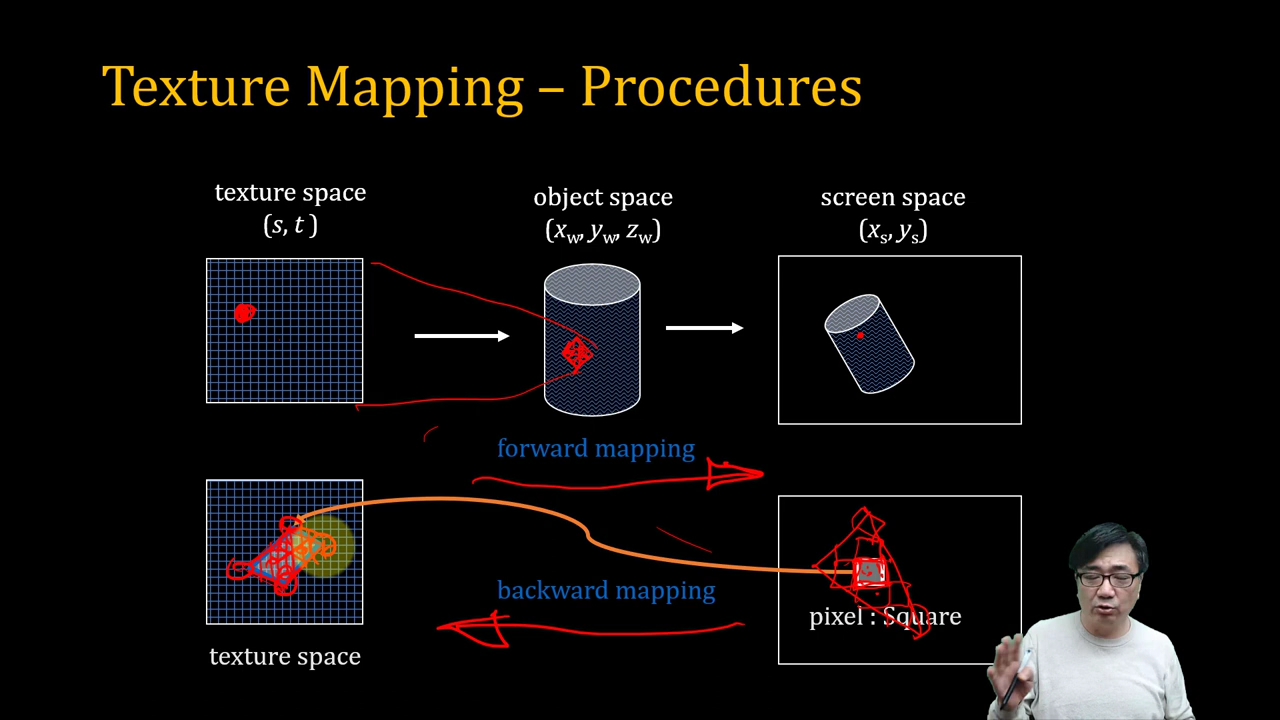 Texture Mapping – Procedures
texture space
(s, t )
object space
(xw, yw, zw)
screen space
(xs, ys)
forward mapping
backward mapping
pixel : Square
texture space